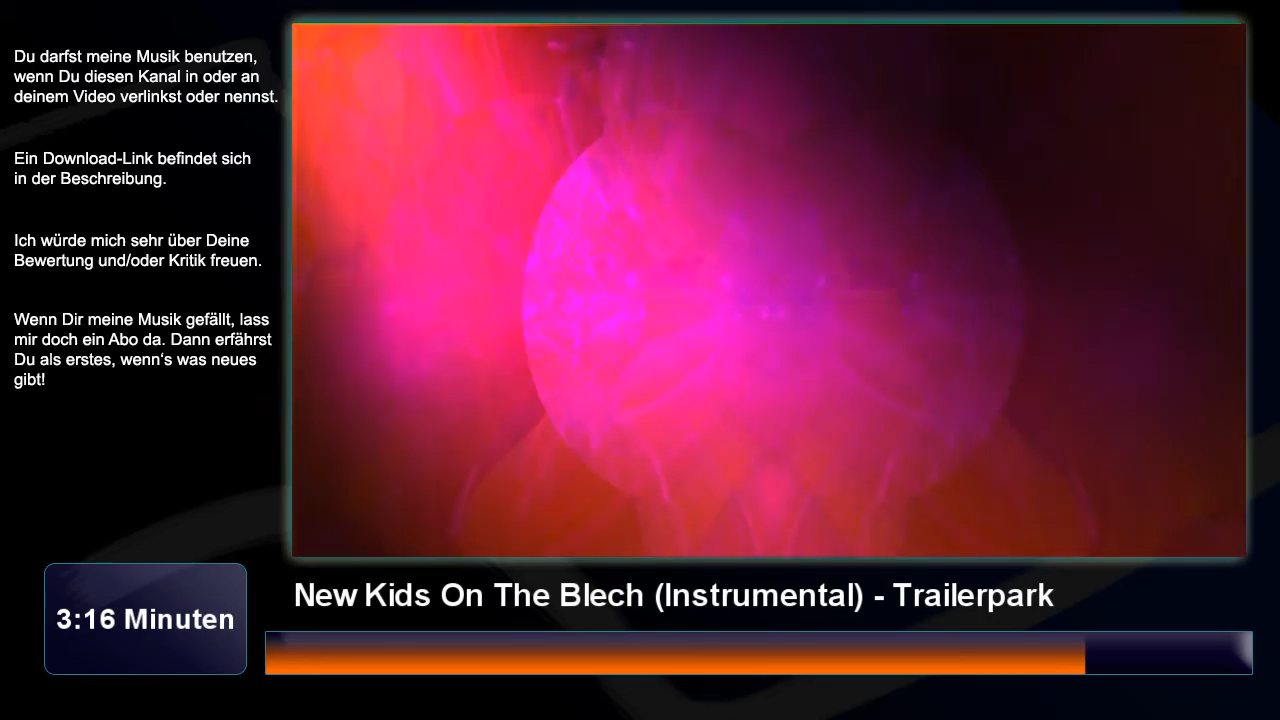 Du darfst meine Musik benutzen,
wenn Du diesen Kanal in oder an
deinem Video verlinkst oder nennst.
Ein Download-Link befindet sich
in der Beschreibung.
Ich würde mich sehr über Deine
Bewertung und/oder Kritik freuen.
Wenn Dir meine Musik gefällt, lass
mir doch ein Abo da. Dann erfährst
Du als erstes, wenn‘s was neues
gibt!
New Kids On The Blech (Instrumental) - Trailerpark
3:16 Minuten